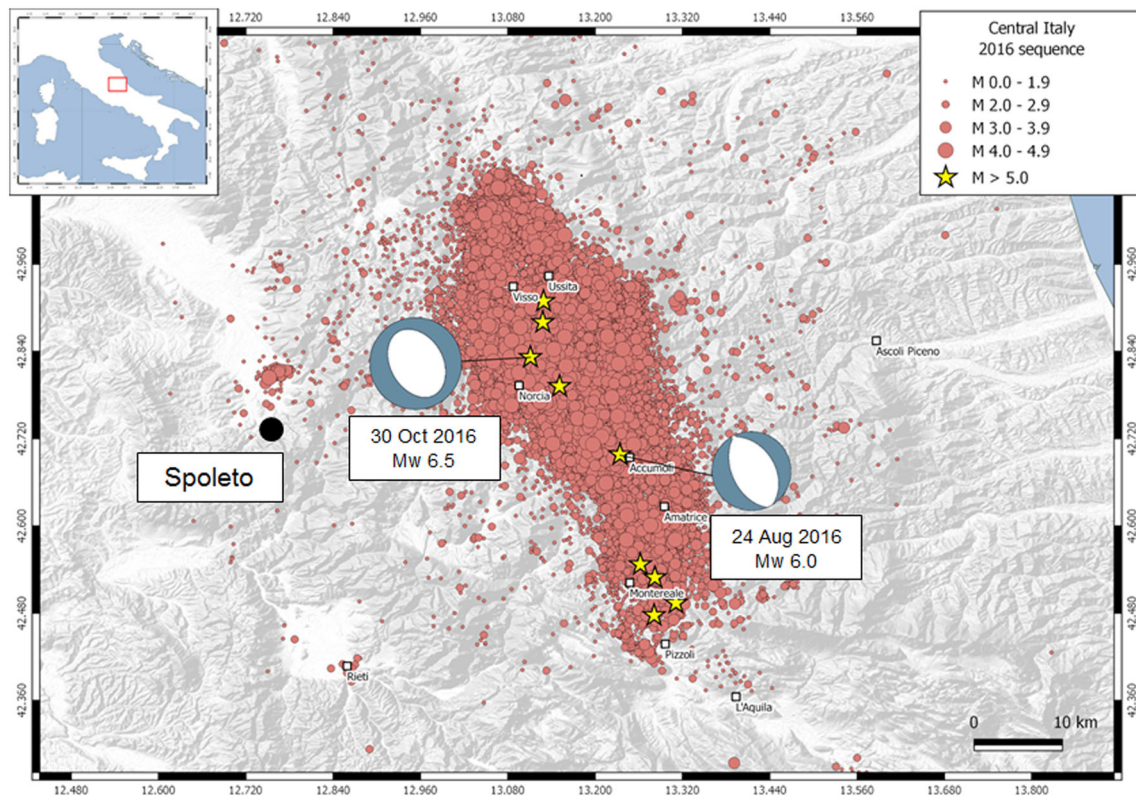 12.720 12.840 12.960 13.080 13.200 13.320 13.440 13.560
Central Italy
2016 sequence
M 0.0 - 1.9
M 2.0 - 2.9
M 3.0 - 3.9
M 4.0 - 4.9
M > 5.0
42.960 42.960
Ussita
Visso
42.840 42.840
Ascoli Piceno
Norcia
30 Oct 2016
Mw 6.5
42.720 42.720
Spoleto
Accumoli
42.600 42.600
Amatrice
24 Aug 2016
Mw 6.0
Montereale
42.480 42.480
Pizzoli
Rieti
42.360 42.360
L'Aquila
0 10 km
12.480 12.600 12.720 12.840 12.960 13.080 13.200 13.320 13.440 13.560 13.680 13.800